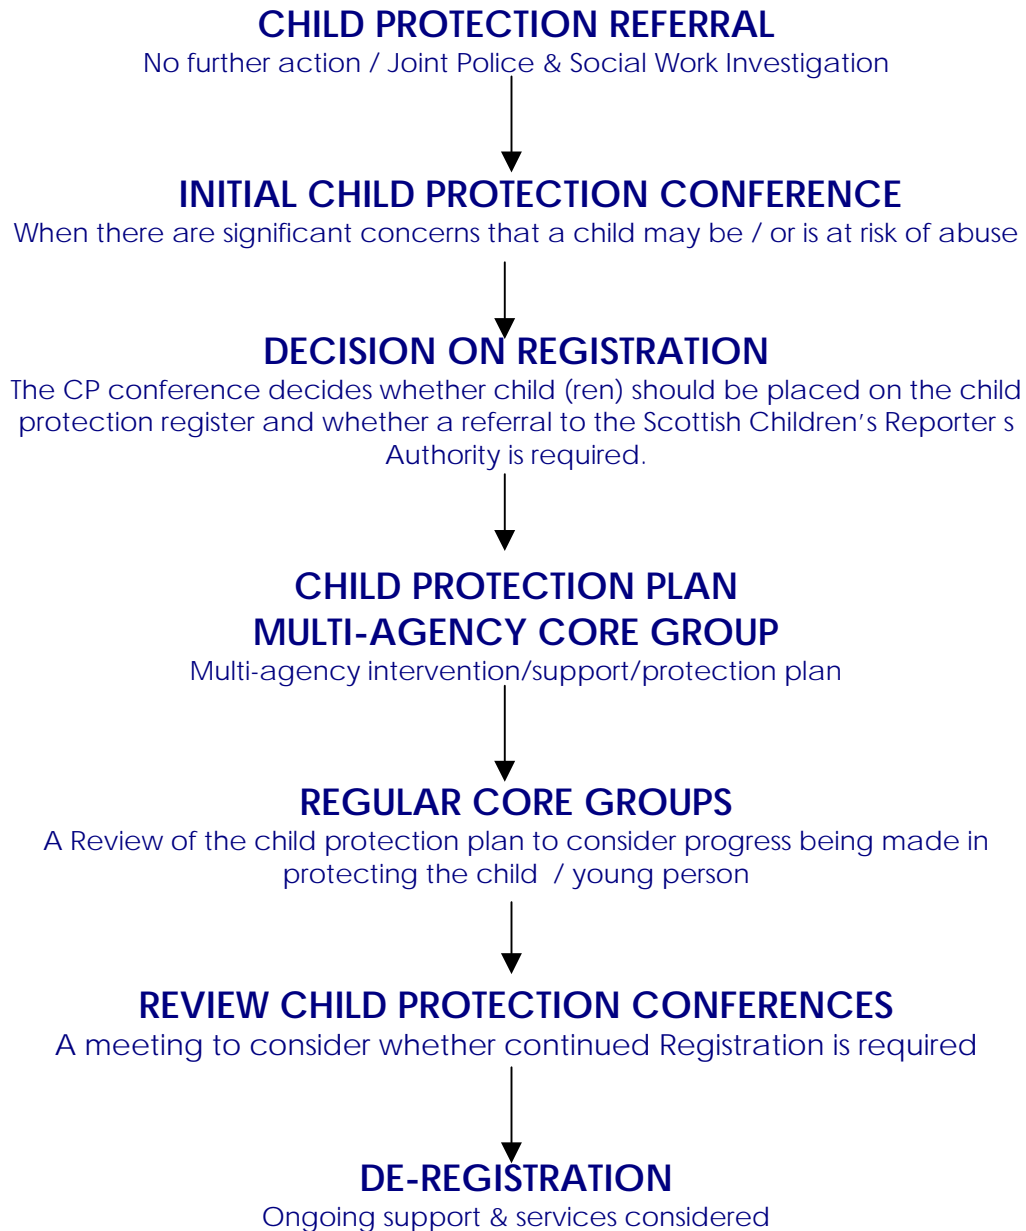 CHILD PROTECTION REFERRAL
No further action / Joint Police & Social Work Investigation
INITIAL CHILD PROTECTION CONFERENCE
When there are significant concerns that a child may be / or is at risk of abuse
DECISION ON REGISTRATION
The CP conference decides whether child (ren) should be placed on the child
protection register and whether a referral to the Scottish Children's Reporter s
Authority is required.
CHILD PROTECTION PLAN
MULTI-AGENCY CORE GROUP
Multi-agency intervention/support/protection plan
REGULAR CORE GROUPS
A Review of the child protection plan to consider progress being made in
protecting the child / young person
REVIEW CHILD PROTECTION CONFERENCES
A meeting to consider whether continued Registration is required
DE-REGISTRATION
Ongoing support & services considered